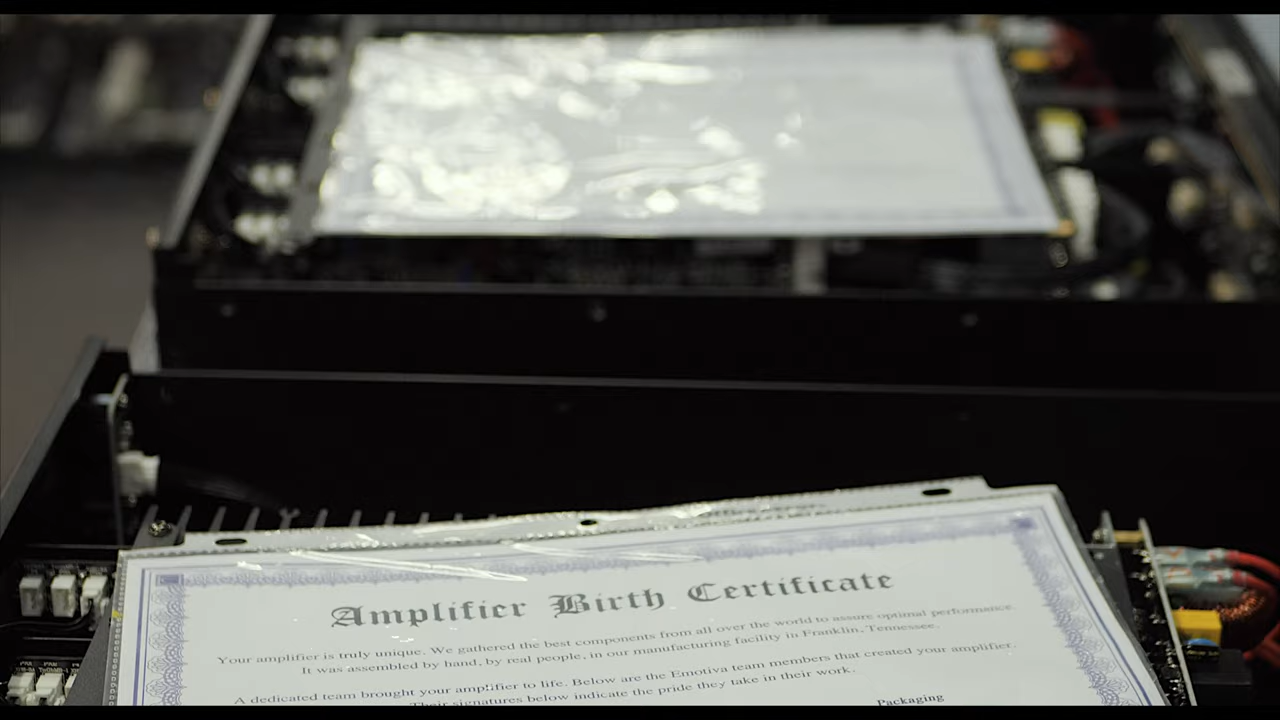 Amplifier Birth Certificate
Your amplifier is truly unique. We gathered the best components from all over the world to assure optimal performance.
It was assembled by hand, by real people, in our manufacturing facility in Franklin, Tennessee.
A dedicated team brought your amplifier to life. Below are the Emotiva team members that created your amplifier.
Their signatures below indicate the pride they take in their work.
Packaging